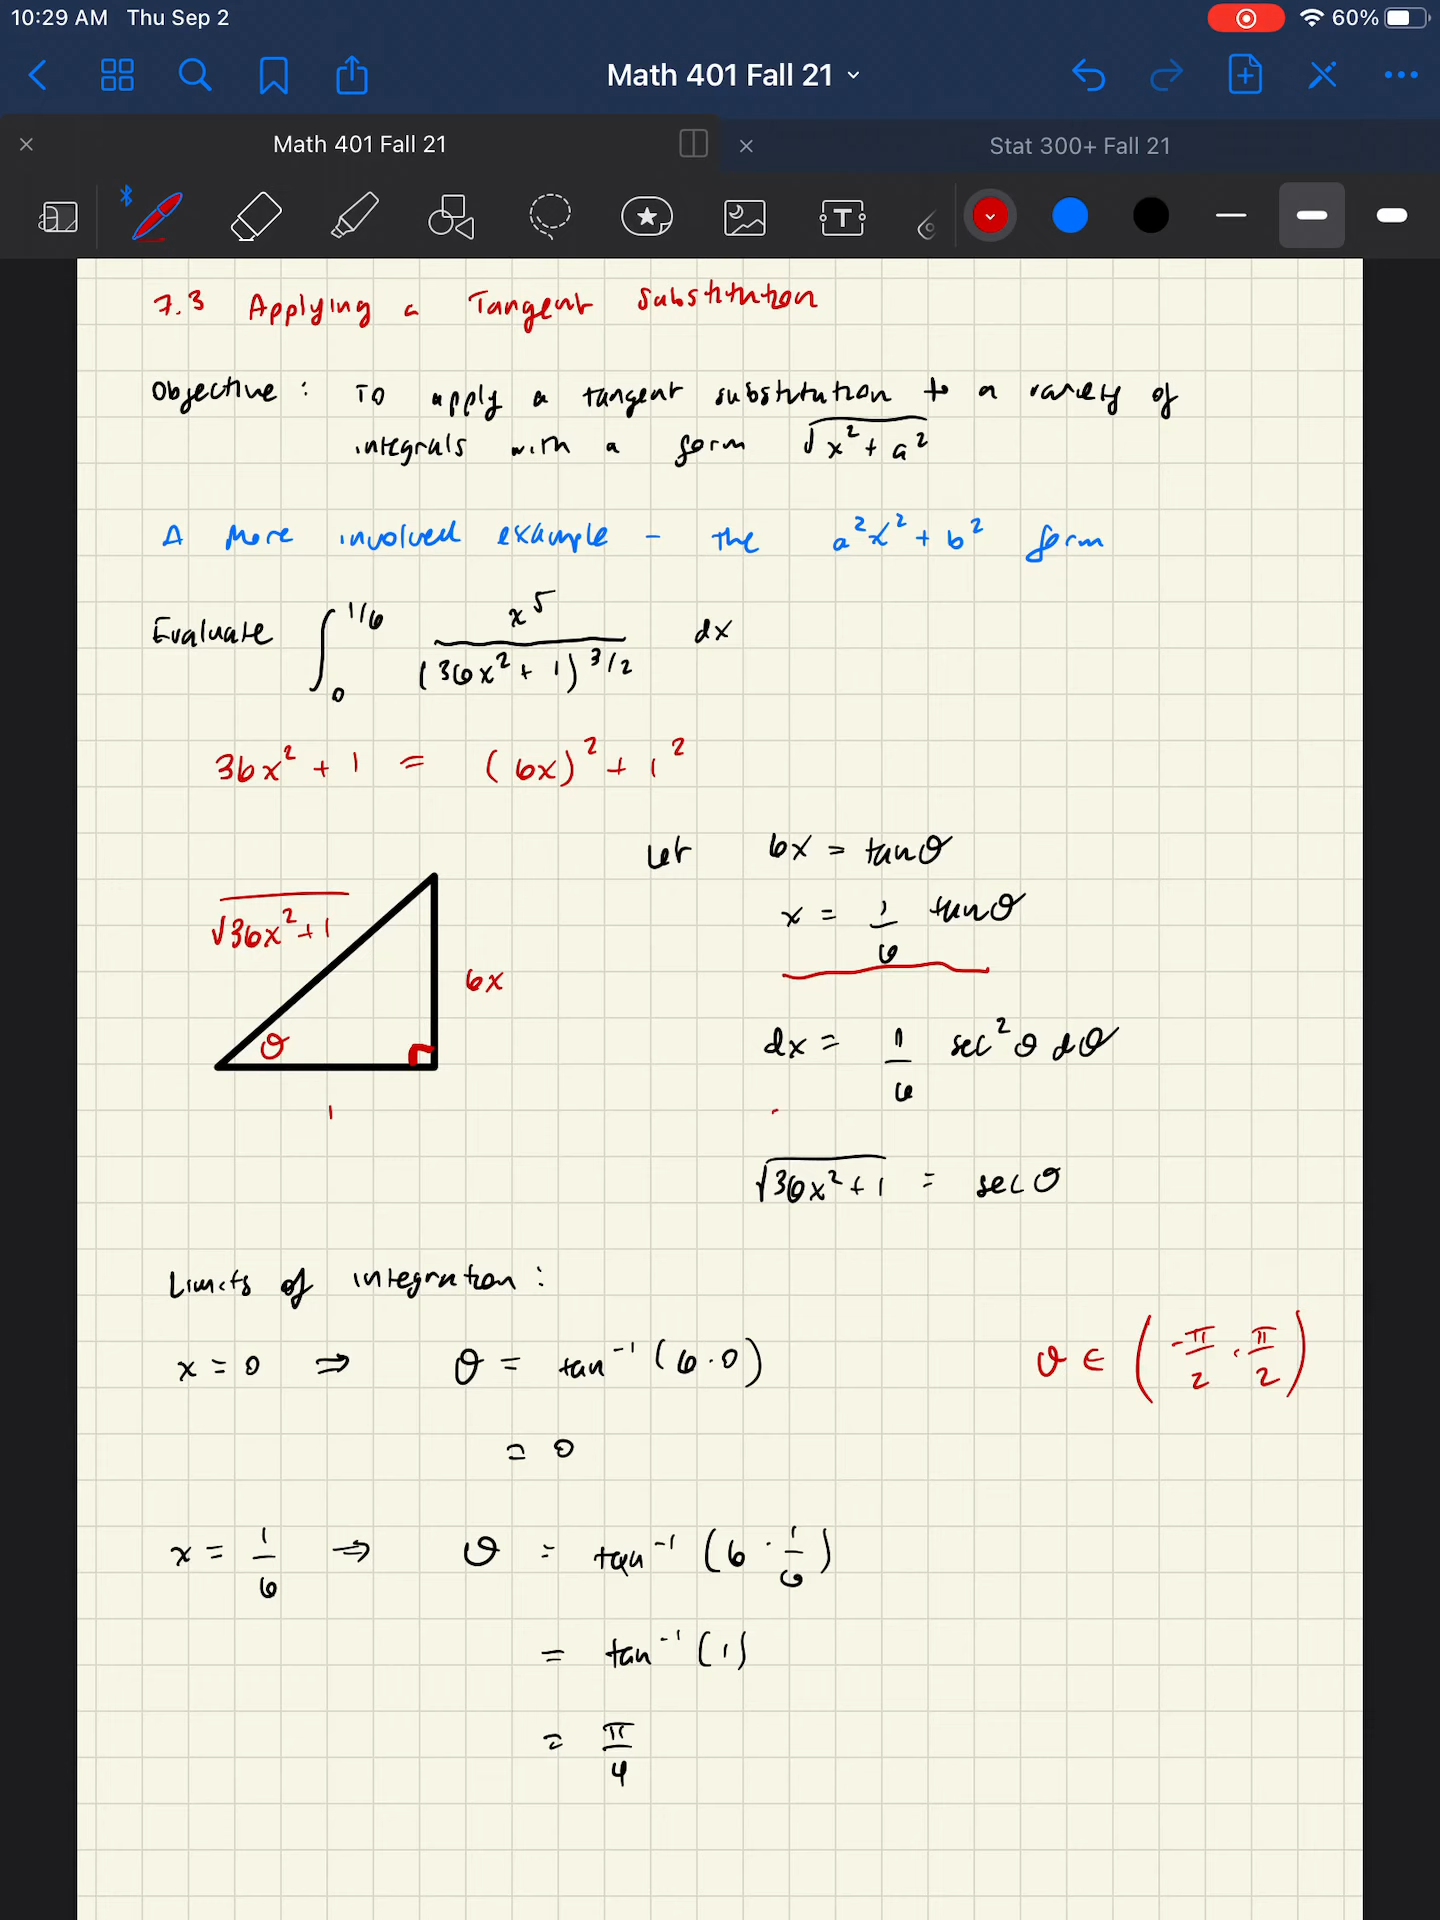 10:29 AM Thu Sep 2
60%
Math 401 Fall 21
Math 401 Fall 21
Stat 300+ Fall 21
T
7.3 Applying a Tangent Substitution
Objective : To apply a tangent substitution to a variety of
integrals with a form √(x² + a²)
A More involved example - the a²x² + b² form
Evaluate ∫₀^{1/6} x⁵ / (36x² + 1)^{3/2} dx
36x² + 1 = (6x)² + 1²
Let 6x = tanθ
√(36x² + 1)
x = 1/6 tanθ
6x
θ
dx = 1/6 sec²θ dθ
1
√(36x² + 1) = secθ
Limits of integration :
x = 0 ⇒ θ = tan⁻¹(6·0)
θ ∈ (-π/2, π/2)
= 0
x = 1/6 ⇒ θ = tan⁻¹(6 · 1/6)
= tan⁻¹(1)
= π/4